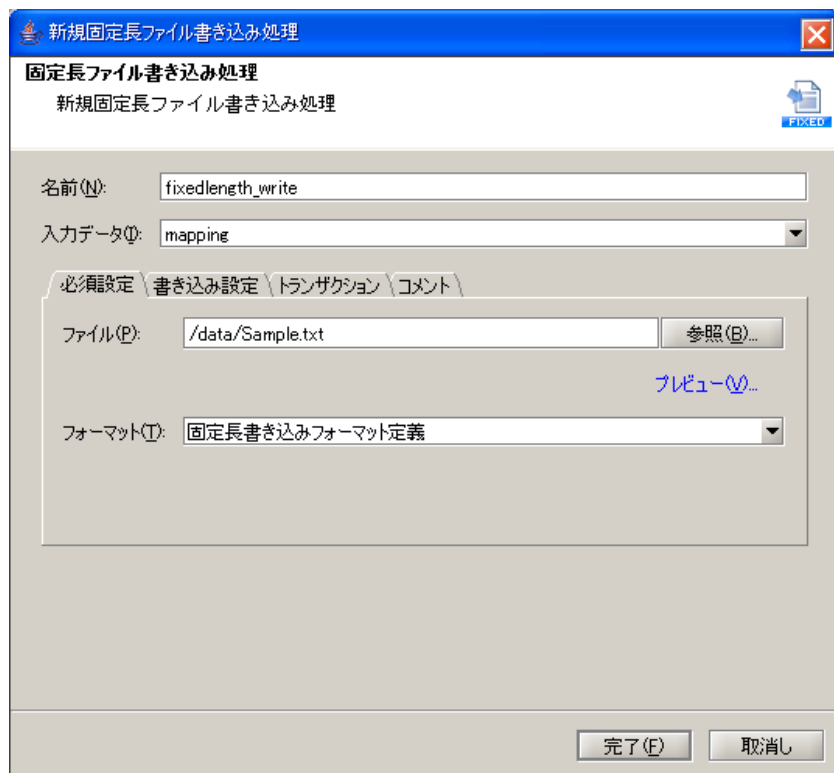 新規固定長ファイル書き込み処理
固定長ファイル書き込み処理
新規固定長ファイル書き込み処理
FIXED
名前(N): fixedlength_write
入力データ(I): mapping
必須設定 書き込み設定 トランザクション コメント
ファイル(P): /data/Sample.txt 参照(B)...
プレビュー(V)...
フォーマット(T): 固定長書き込みフォーマット定義
完了(F) 取消し